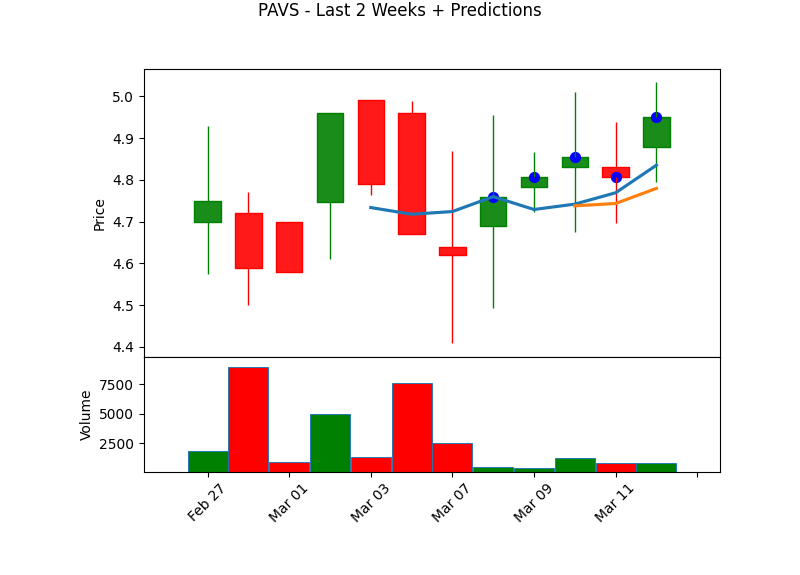 PAVS - Last 2 Weeks + Predictions
Price
5.0
4.9
4.8
4.7
4.6
4.5
4.4
Volume
7500
5000
2500
Feb 27
Mar 01
Mar 03
Mar 07
Mar 09
Mar 11